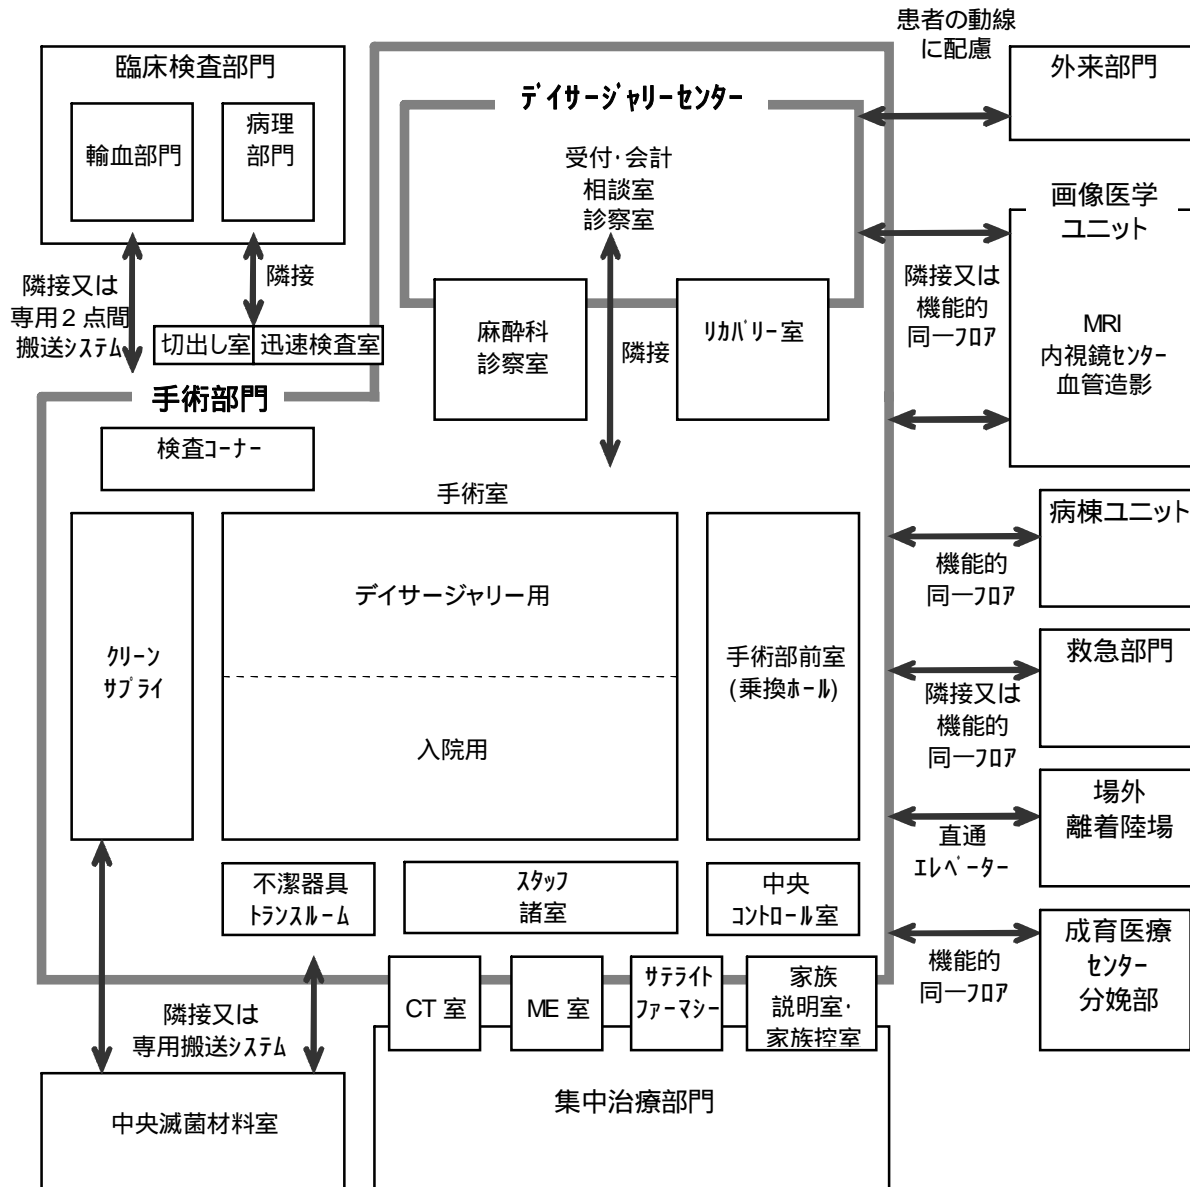 患者の動線
に配慮
臨床検査部門
輸血部門
病理
部門
デイサージャリーセンター
受付・会計
相談室
診察室
外来部門
画像医学
ユニット
MRI
内視鏡センター
血管造影
隣接又は
機能的
同一フロア
隣接又は
専用2点間
搬送システム
隣接
切出し室
迅速検査室
麻酔科
診察室
隣接
リカバリー室
手術部門
検査コーナー
手術室
デイサージャリー用
入院用
クリーン
サプライ
手術部前室
(乗換ホール)
病棟ユニット
機能的
同一フロア
救急部門
隣接又は
機能的
同一フロア
場外
離着陸場
直通
エレベーター
不潔器具
トランスルーム
スタッフ
諸室
中央
コントロール室
成育医療
センター
分娩部
機能的
同一フロア
CT 室
ME 室
サテライト
ファーマシー
家族
説明室・
家族控室
隣接又は
専用搬送システム
中央滅菌材料室
集中治療部門